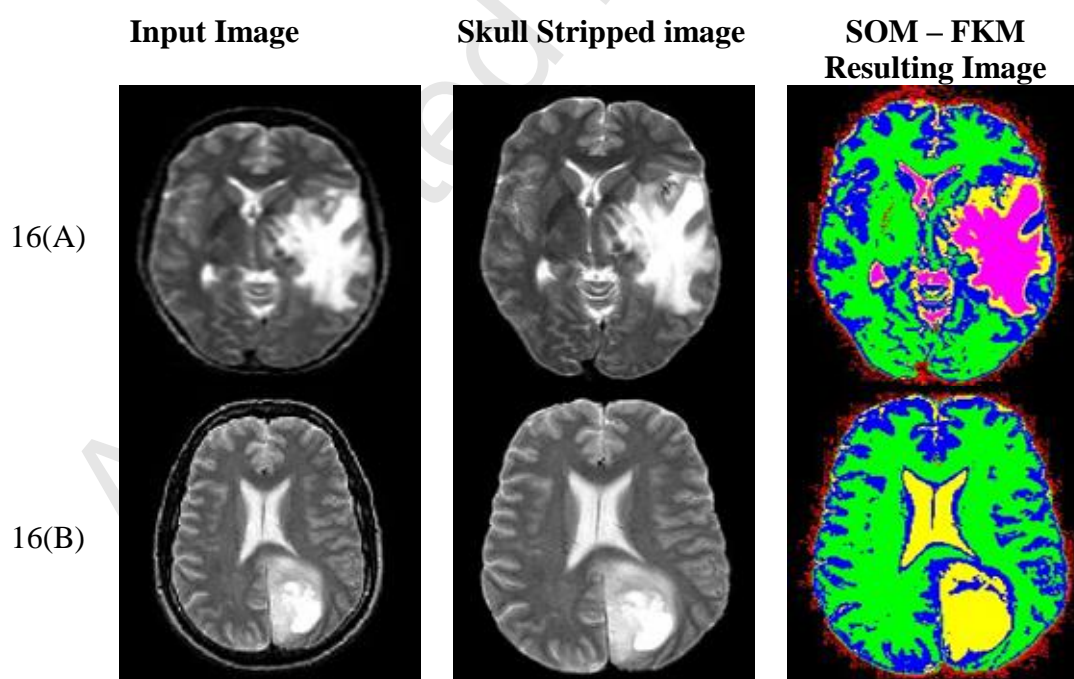 Input Image Skull Stripped image SOM – FKM
Resulting Image
16(A)
16(B)